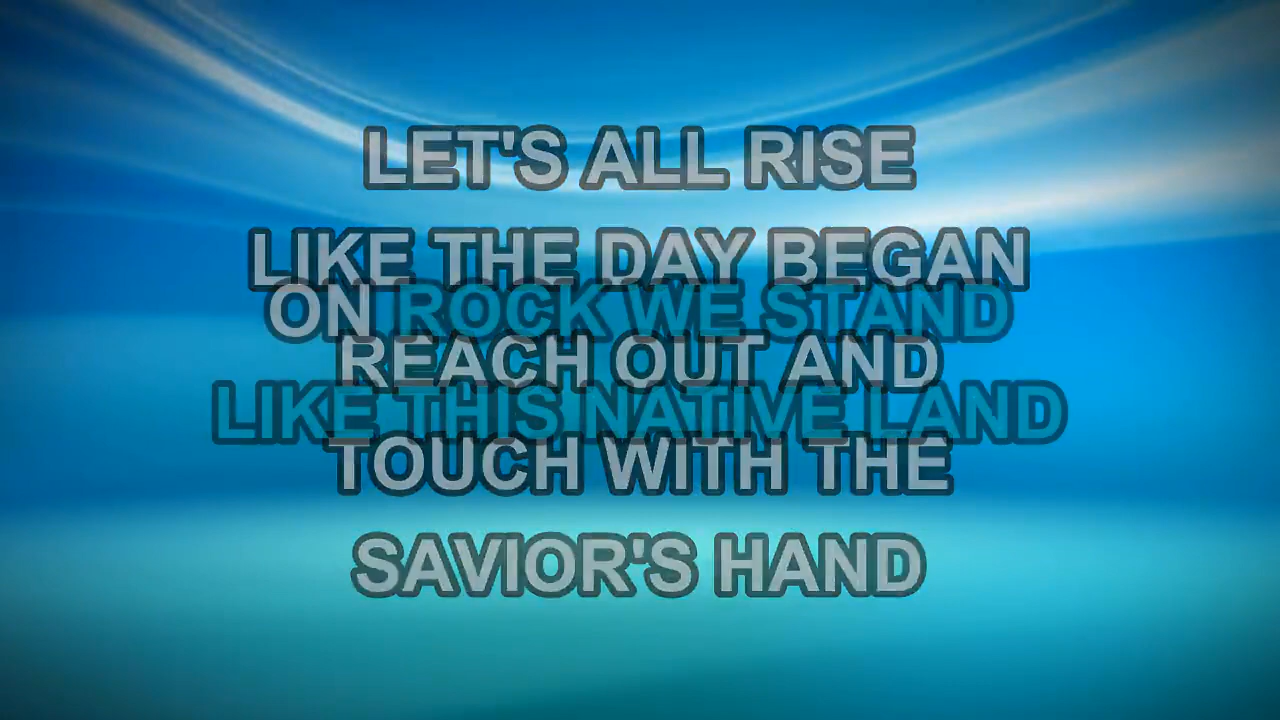 LET'S ALL RISE
LIKE THE DAY BEGAN
ON ROCK WE STAND
REACH OUT AND
LIKE THIS NATIVE LAND
TOUCH WITH THE
SAVIOR'S HAND